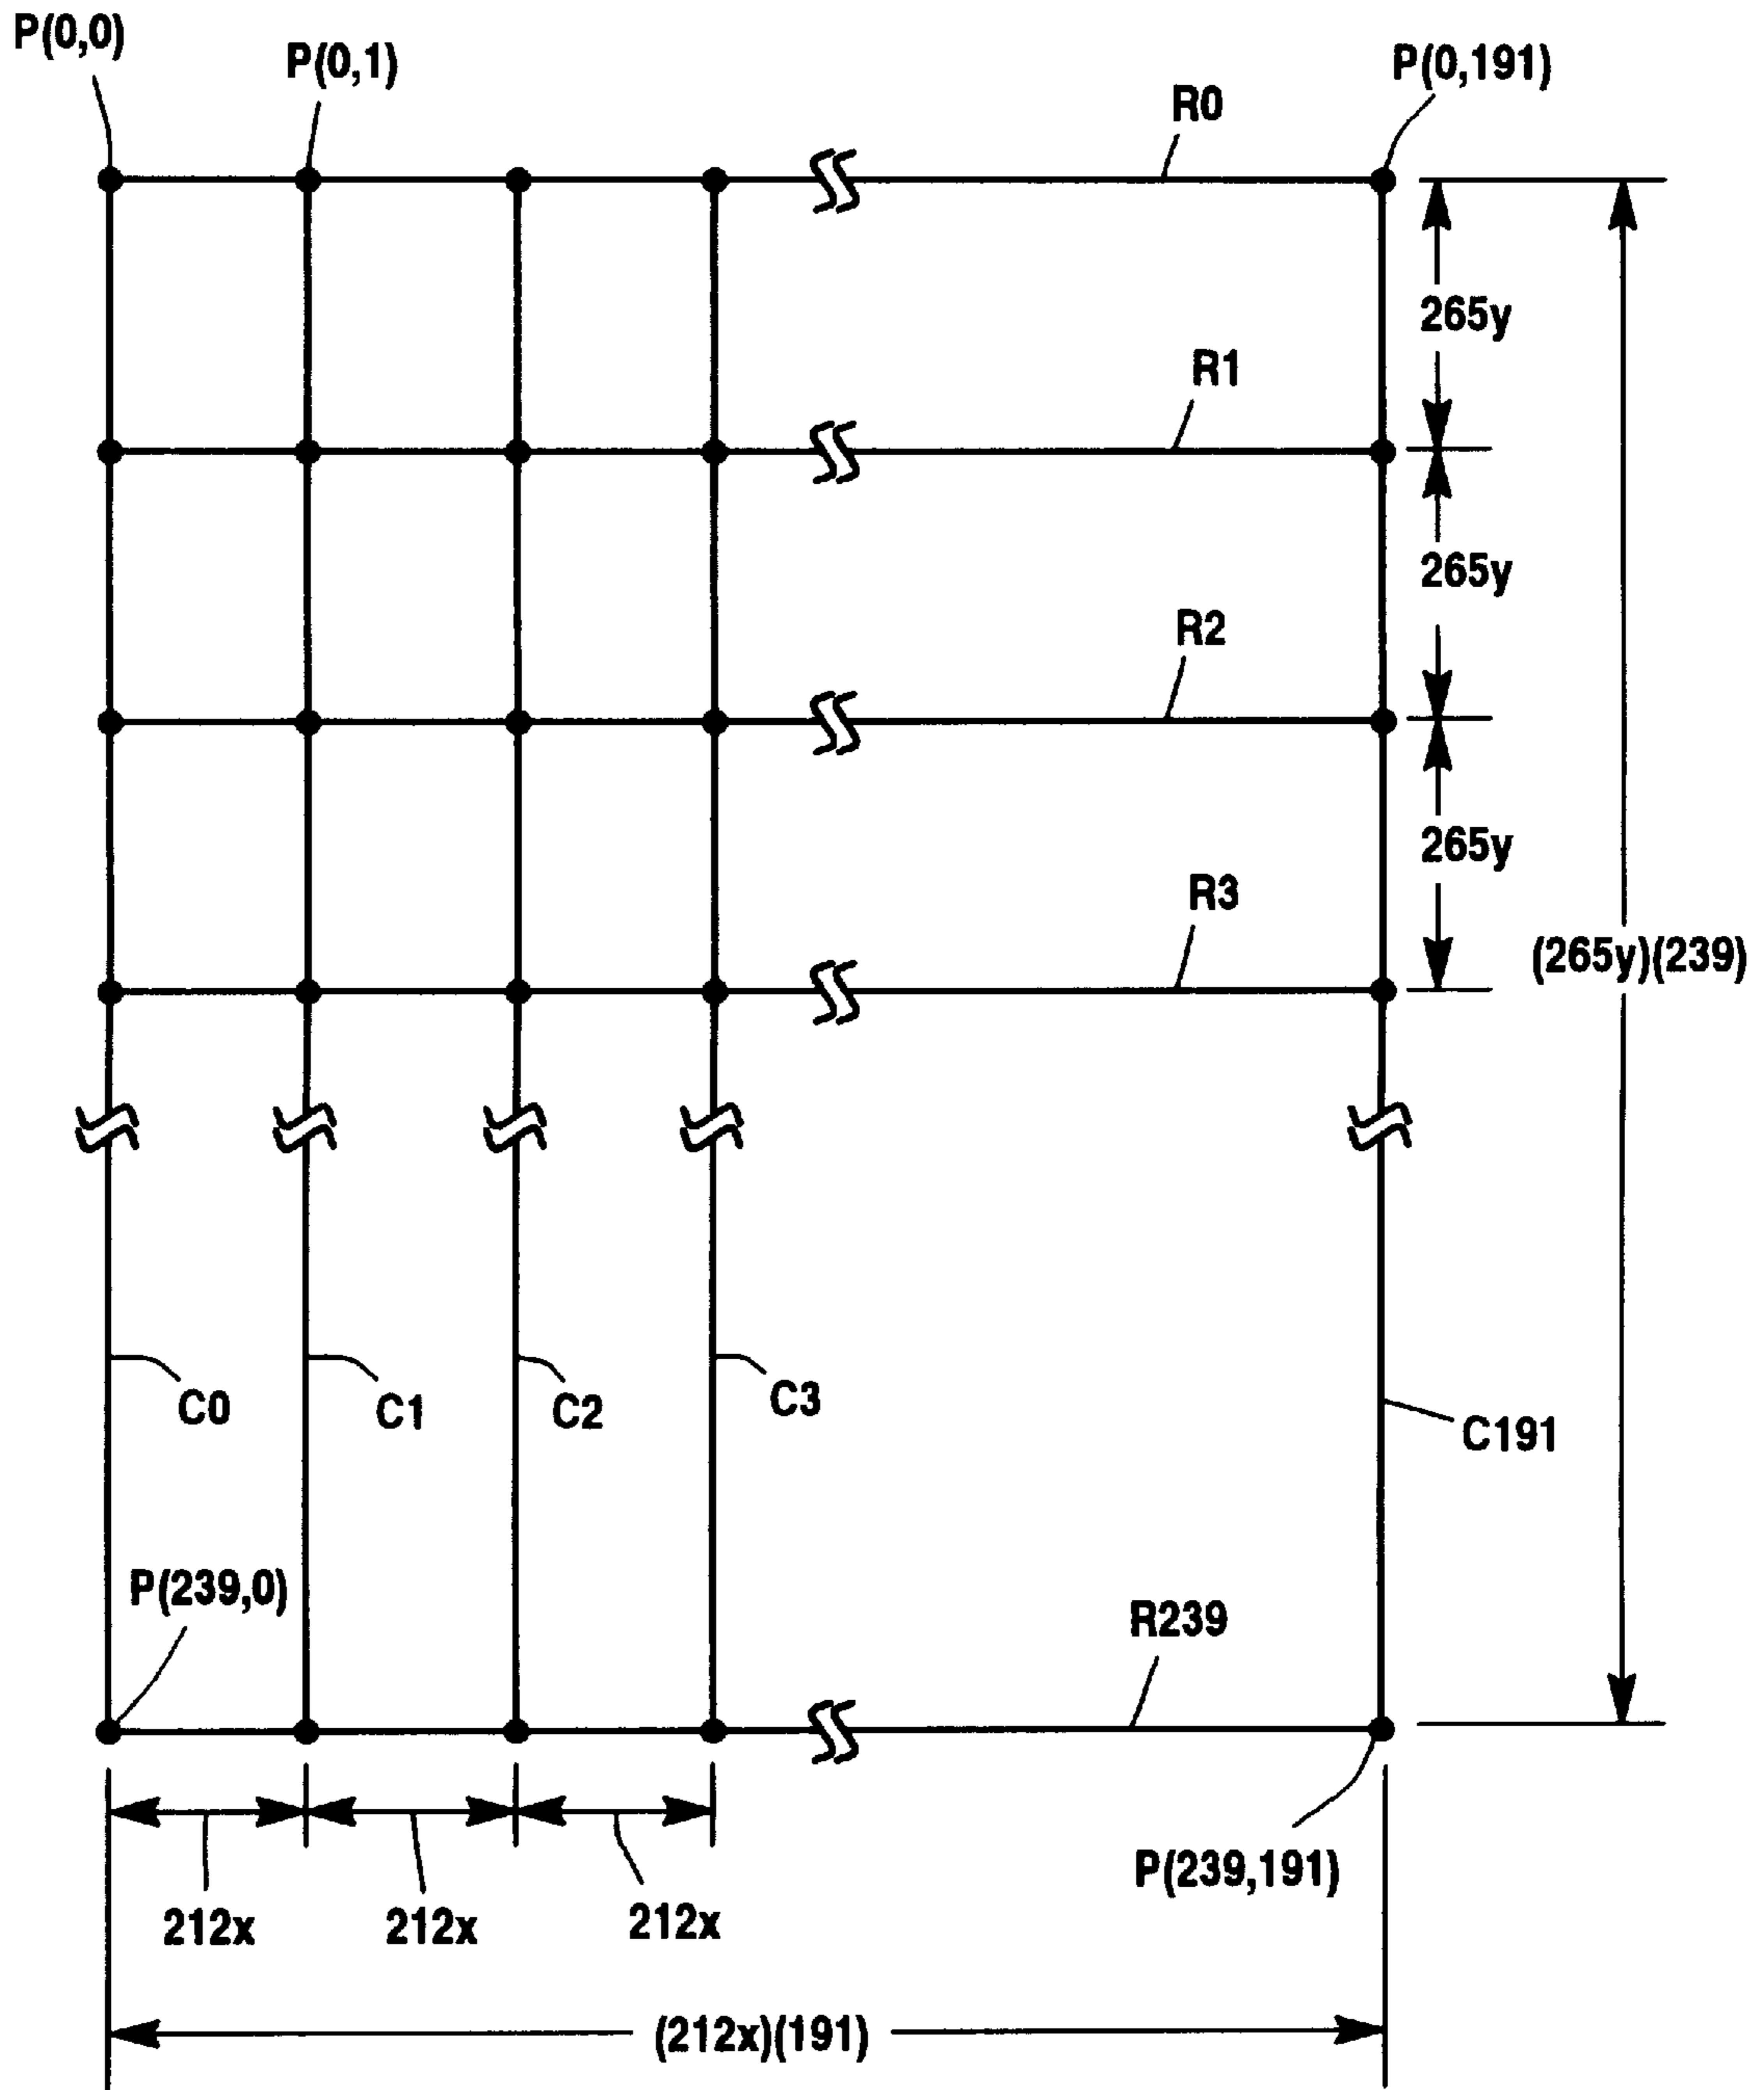 P(0,0)
P(0,1)
P(0,191)
R0
265y
R1
265y
R2
265y
R3
(265y)(239)
C0
C1
C2
C3
C191
P(239,0)
R239
P(239,191)
212x
212x
212x
(212x)(191)